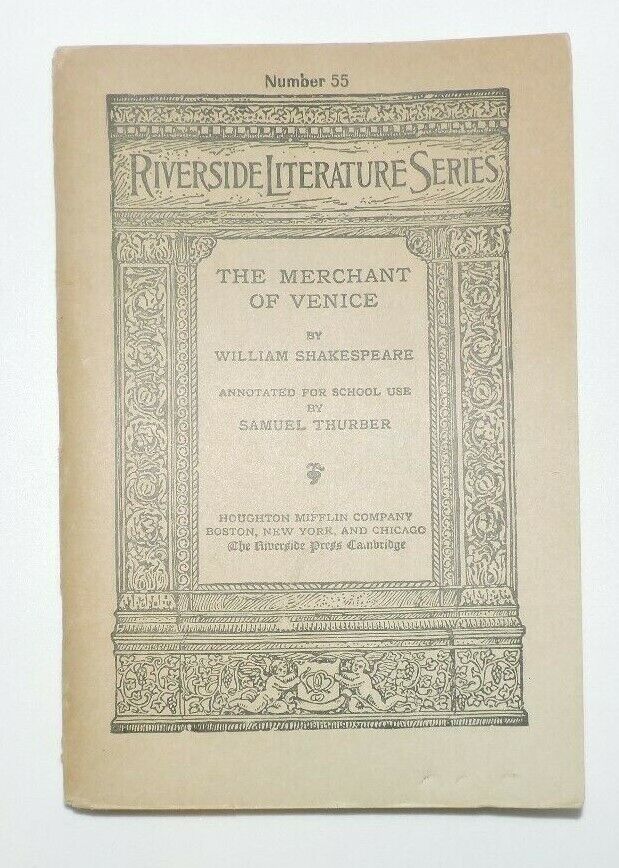 Number 55
RIVERSIDE LITERATURE SERIES
THE MERCHANT
OF VENICE
BY
WILLIAM SHAKESPEARE
ANNOTATED FOR SCHOOL USE
BY
SAMUEL THURBER
HOUGHTON MIFFLIN COMPANY
BOSTON, NEW YORK, AND CHICAGO
The Riverside Press Cambridge